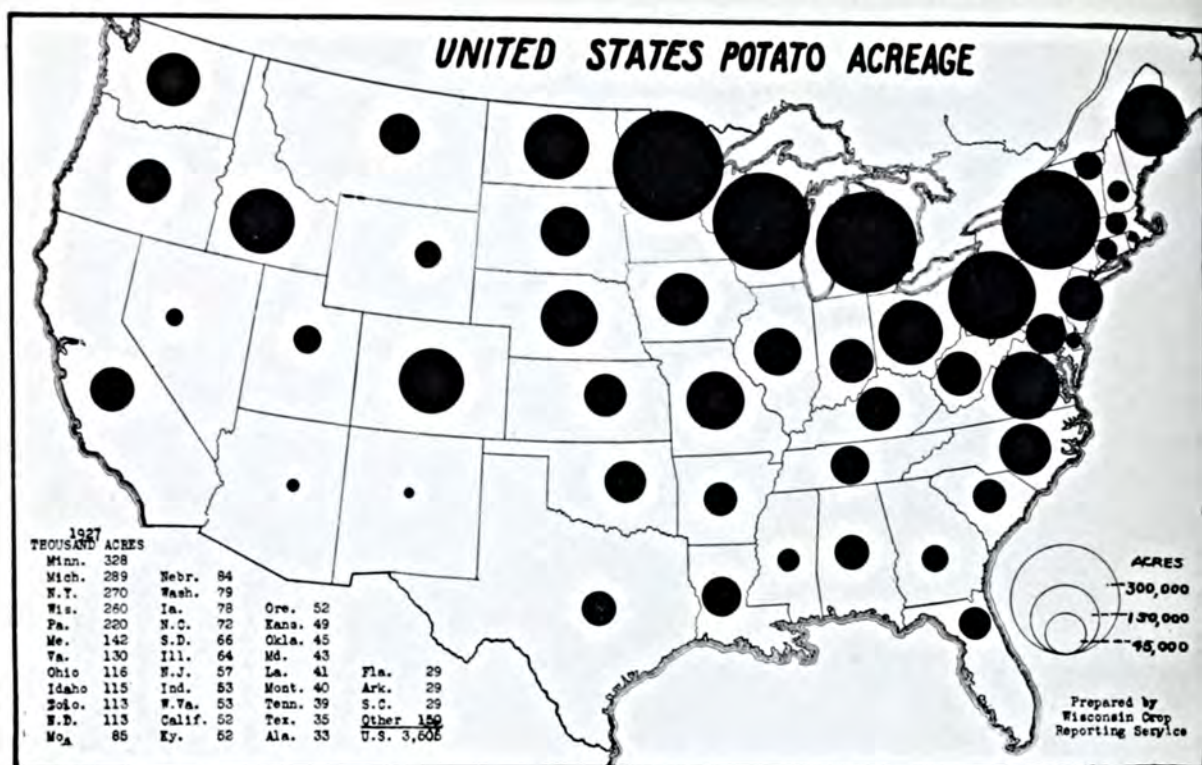 UNITED STATES POTATO ACREAGE
1927
THOUSAND ACRES
Minn. 328
Mich. 289 Nebr. 84
N.Y. 270 Wash. 79
Wis. 260 Ia. 78 Ore. 52
Pa. 220 N.C. 72 Kans. 49
Me. 142 S.D. 66 Okla. 45
Va. 130 Ill. 64 Md. 43
Ohio 116 N.J. 57 La. 41 Fla. 29
Idaho 115 Ind. 53 Mont. 40 Ark. 29
113 W.Va. 53 Tenn. 39 S.C. 29
N.D. 113 Calif. 52 Tex. 35 Other 150
Mo. 85 Ky. 52 Ala. 33 U.S. 3,505
ACRES
300,000
150,000
45,000
Prepared by
Wisconsin Crop
Reporting Service